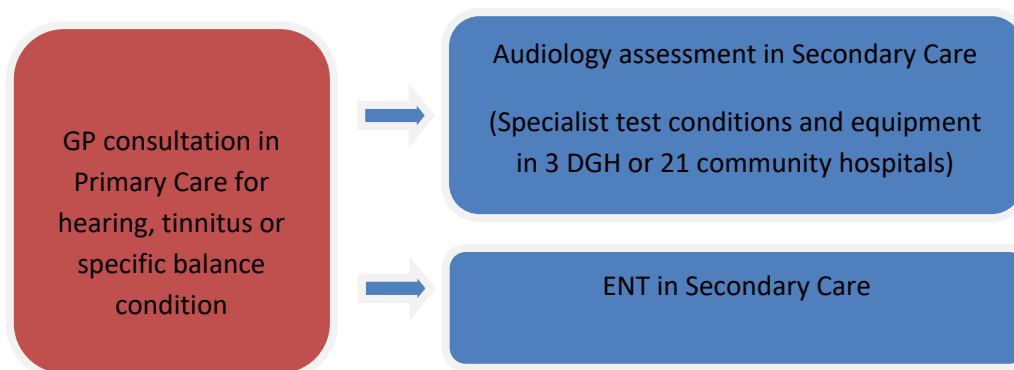 GP consultation in
Primary Care for
hearing, tinnitus or
specific balance
condition
Audiology assessment in Secondary Care
(Specialist test conditions and equipment
in 3 DGH or 21 community hospitals)
ENT in Secondary Care